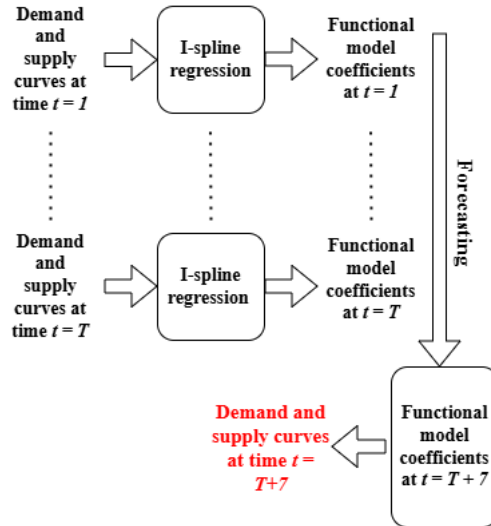 Demand
and
supply
curves at
time t = 1
I-spline
regression
Functional
model
coefficients
at t = 1
Forecasting
Demand
and
supply
curves at
time t = T
I-spline
regression
Functional
model
coefficients
at t = T
Demand and
supply curves
at time t =
T+7
Functional
model
coefficients
at t = T + 7